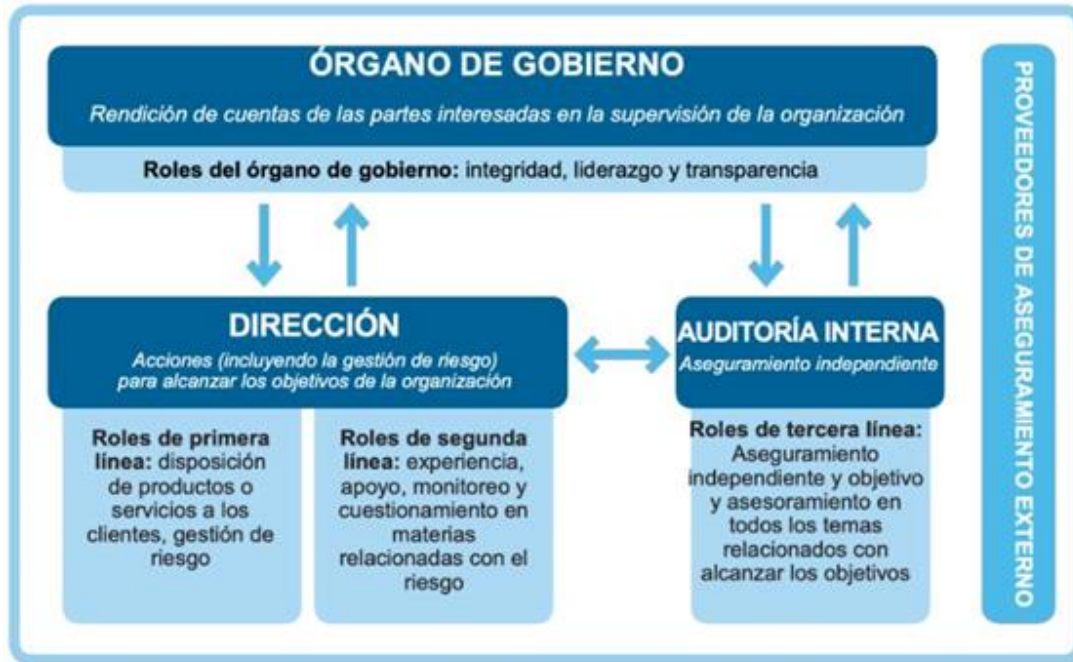 ÓRGANO DE GOBIERNO
Rendición de cuentas de las partes interesadas en la supervisión de la organización
Roles del órgano de gobierno: integridad, liderazgo y transparencia
DIRECCIÓN
Acciones (incluyendo la gestión de riesgo)
para alcanzar los objetivos de la organización
Roles de primera
línea: disposición
de productos o
servicios a los
clientes, gestión de
riesgo
Roles de segunda
línea: experiencia,
apoyo, monitoreo y
cuestionamiento en
materias
relacionadas con el
riesgo
AUDITORÍA INTERNA
Aseguramiento independiente
Roles de tercera línea:
Aseguramiento
independiente y objetivo
y asesoramiento en
todos los temas
relacionados con
alcanzar los objetivos
PROVEEDORES DE ASEGURAMIENTO EXTERNO